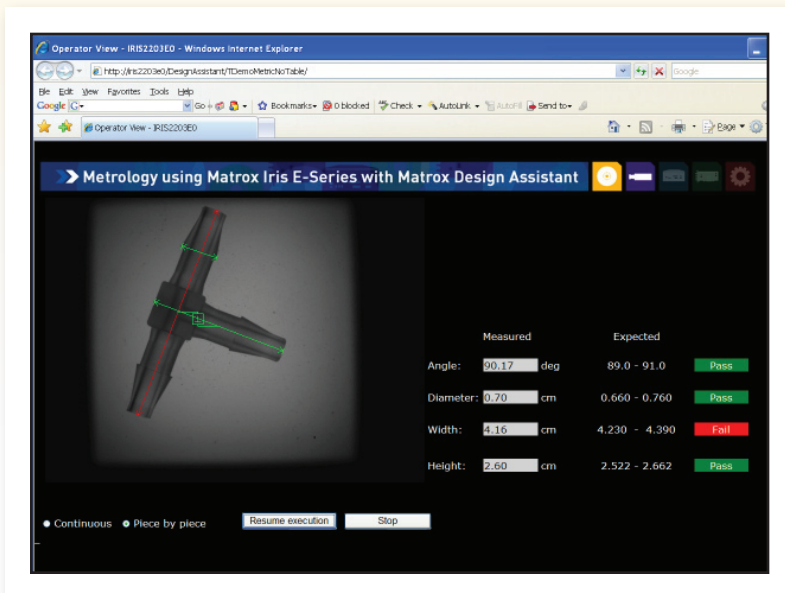 Operator View - IRIS2203E0 - Windows Internet Explorer
http://iris2203e0/DesignAssistant/TDemoMetricNoTable/
Google
File Edit View Favorites Tools Help
Google Go Bookmarks 0 blocked Check AutoLink AutoFill Send to
Operator View - IRIS2203E0 Page
Metrology using Matrox Iris E-Series with Matrox Design Assistant
Measured Expected
Angle: 90.17 deg 89.0 - 91.0 Pass
Diameter: 0.70 cm 0.660 - 0.760 Pass
Width: 4.16 cm 4.230 - 4.390 Fail
Height: 2.60 cm 2.522 - 2.662 Pass
Continuous Piece by piece Resume execution Stop